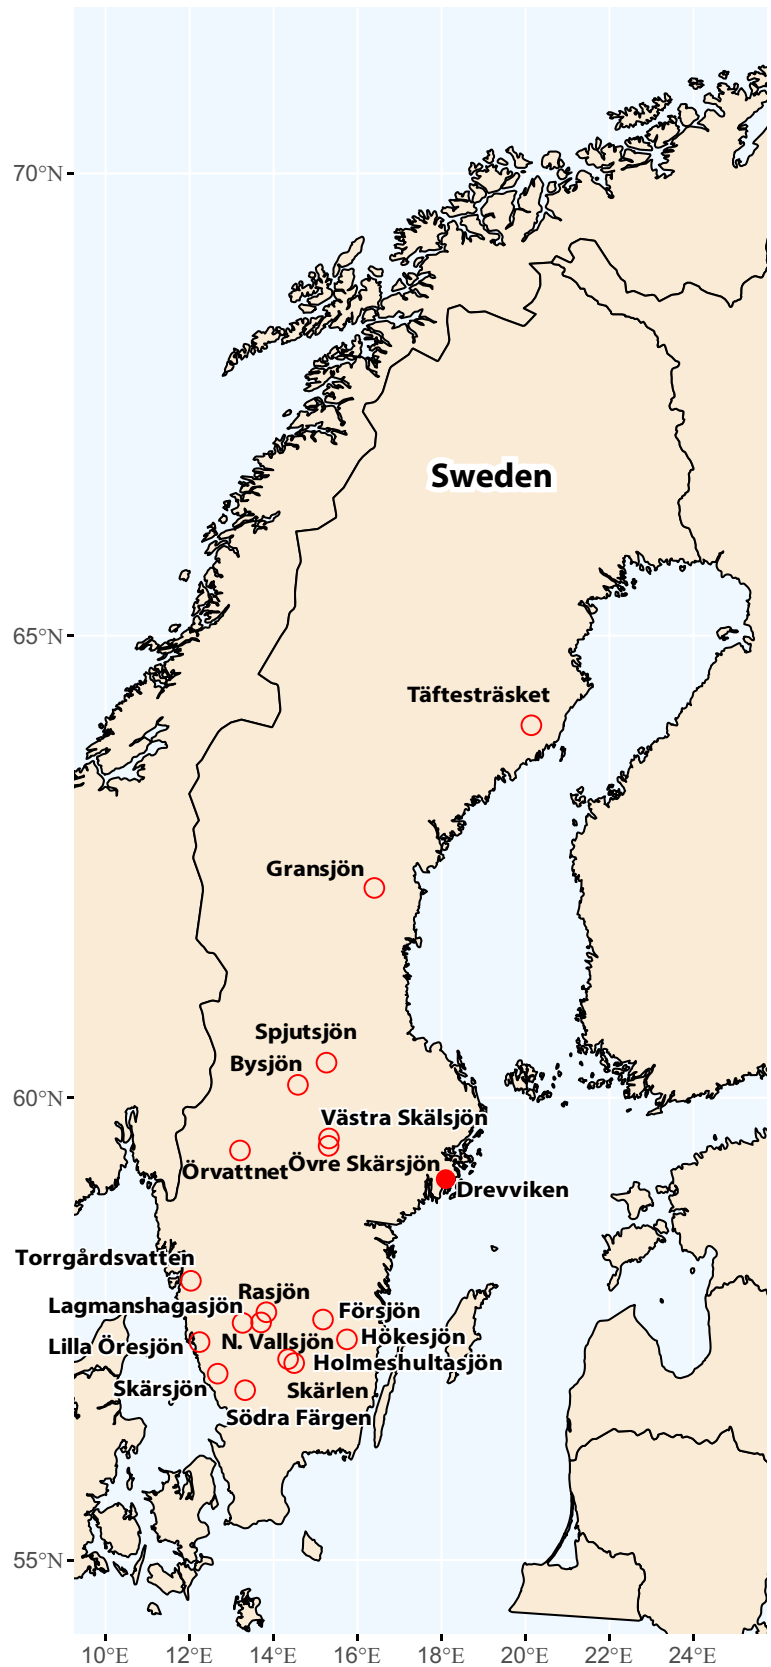 70°N
Sweden
65°N
Täfteströsket
Gransjön
Spjutsjön
Bysjön
60°N
Västra Skälsjön
Örvattnet
Övre Skärsjön
Drevviken
Torrgårdsvatten
Rasjön
Lagmanshagasjön
Försjön
Lilla Öresjön
N. Vallsjön
Hökesjön
Holmeshultasjön
Skärsjön
Skärlen
Södra Färgen
55°N
10°E 12°E 14°E 16°E 18°E 20°E 22°E 24°E